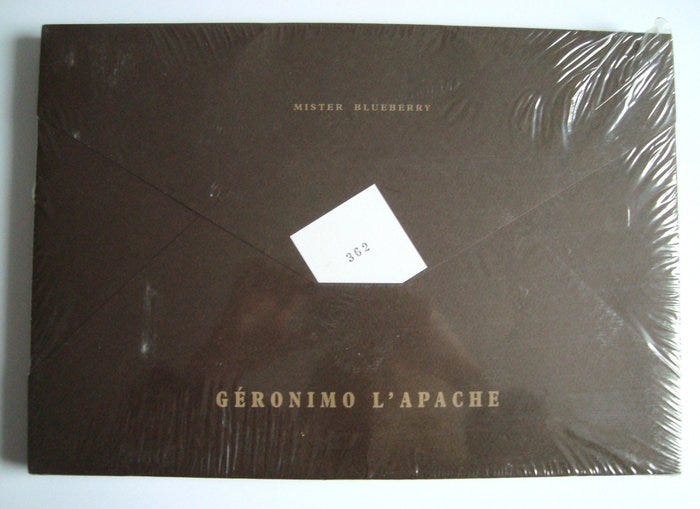 MISTER BLUEBERRY
362
GÉRONIMO L'APACHE